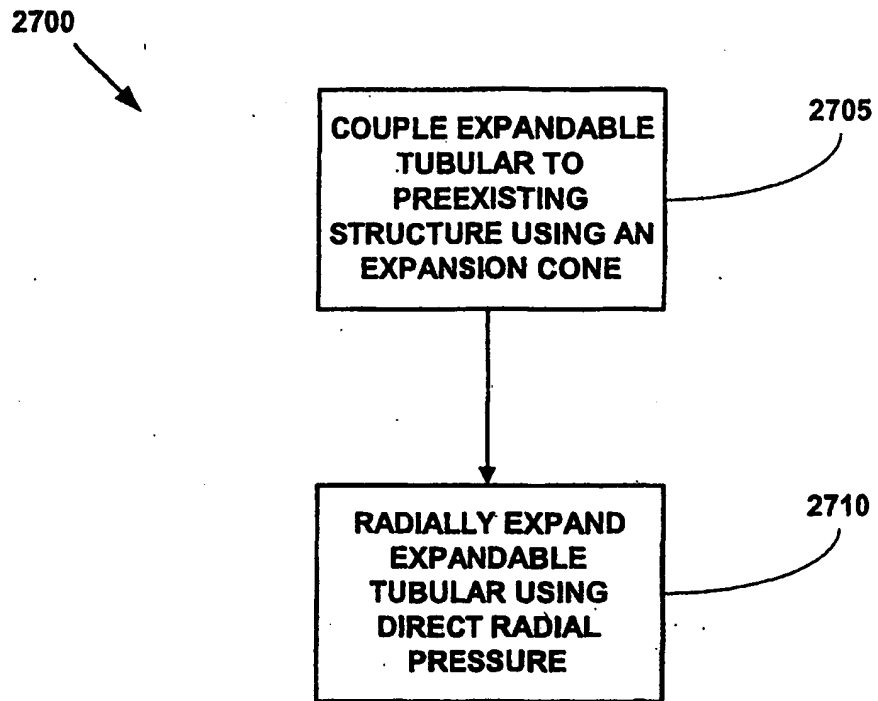 2700
COUPLE EXPANDABLE
TUBULAR TO
PREEXISTING
STRUCTURE USING AN
EXPANSION CONE
2705
RADIALLY EXPAND
EXPANDABLE
TUBULAR USING
DIRECT RADIAL
PRESSURE
2710